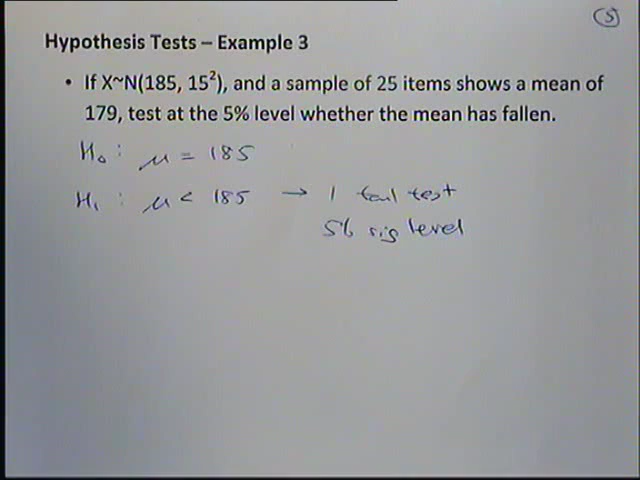 5
Hypothesis Tests – Example 3
• If X~N(185, 15²), and a sample of 25 items shows a mean of
179, test at the 5% level whether the mean has fallen.
H₀ : μ = 185
H₁ : μ < 185 → 1 tail test
5% sig level